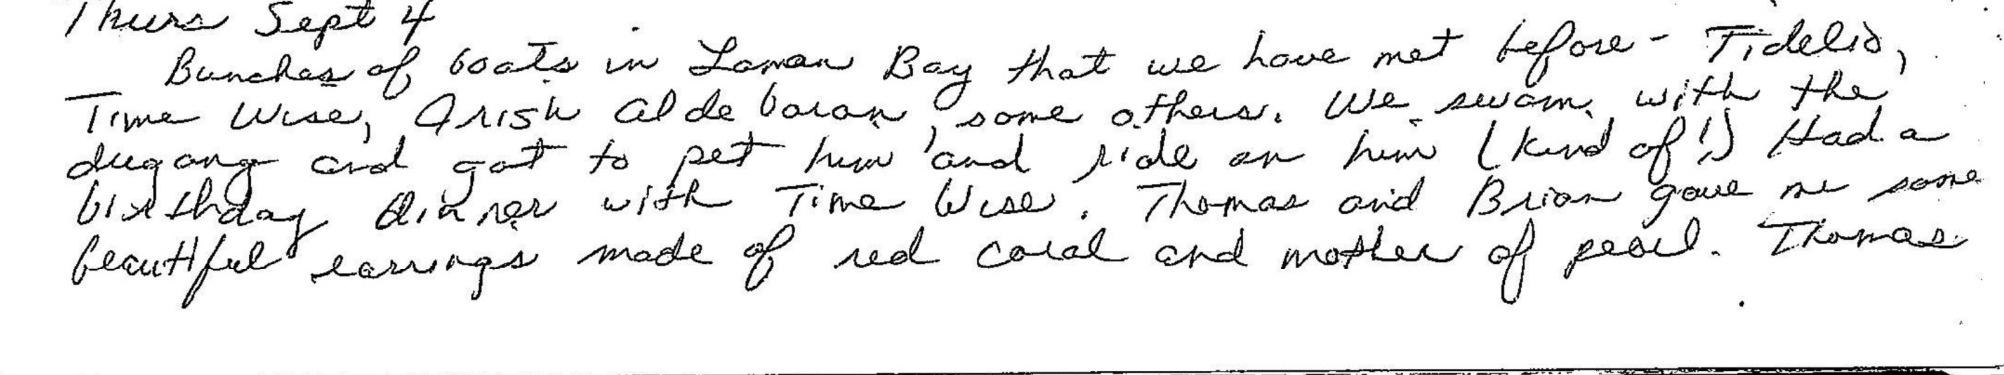 Thurs Sept 4
Bunches of boats in Laman Bay that we have met before - Tidelio,
Time Wise, Irish Aldebaran, some others. We swam with the
dugong and got to pet him and ride on him (kind of!) Had a
birthday dinner with Time Wise. Thomas and Brian gave me some
beautiful earrings made of red coral and mother of pearl. Thomas